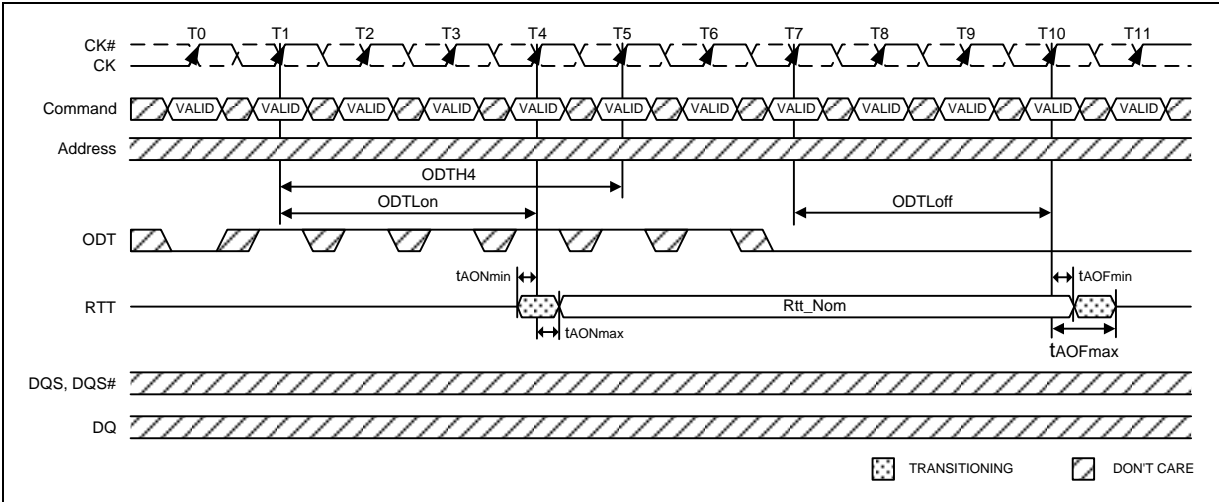 T0 T1 T2 T3 T4 T5 T6 T7 T8 T9 T10 T11
CK#
CK
Command VALID VALID VALID VALID VALID VALID VALID VALID VALID VALID VALID VALID
Address
ODTH4
ODTLon ODTLoff
ODT
tAONmin tAOFmin
RTT Rtt_Nom
tAONmax
tAOFmax
DQS, DQS#
DQ
TRANSITIONING DON'T CARE